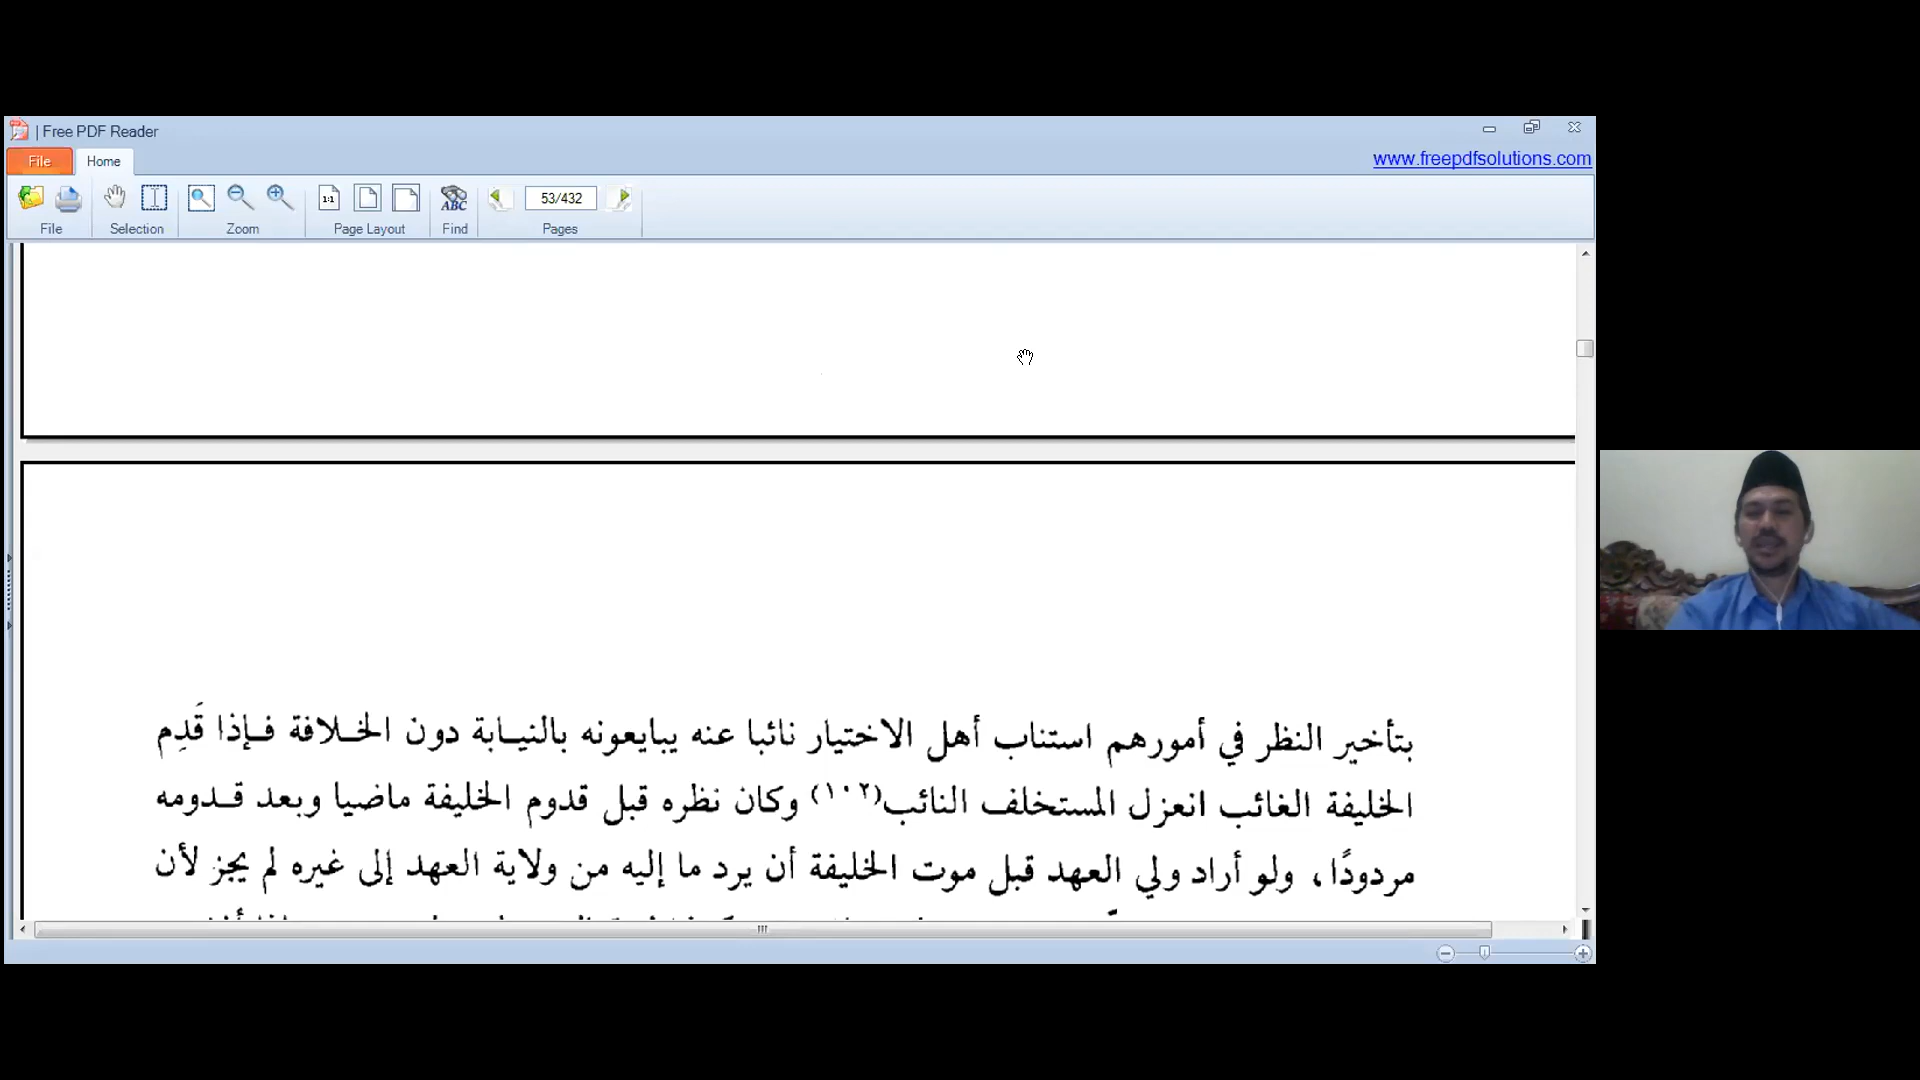 | Free PDF Reader
File
Home
www.freepdfsolutions.com
1:1
ABC
53/432
File
Selection
Zoom
Page Layout
Find
Pages
بتأخير النظر في أمورهم استناب أهل الاختيار نائبا عنه يبايعونه بالنيابة دون الخلافة فإذا قَدِم
الخليفة الغائب انعزل المستخلف النائب(١٠٢) وكان نظره قبل قدوم الخليفة ماضيا وبعد قدومه
مردودًا، ولو أراد ولي العهد قبل موت الخليفة أن يرد ما إليه من ولاية العهد إلى غيره لم يجز لأن